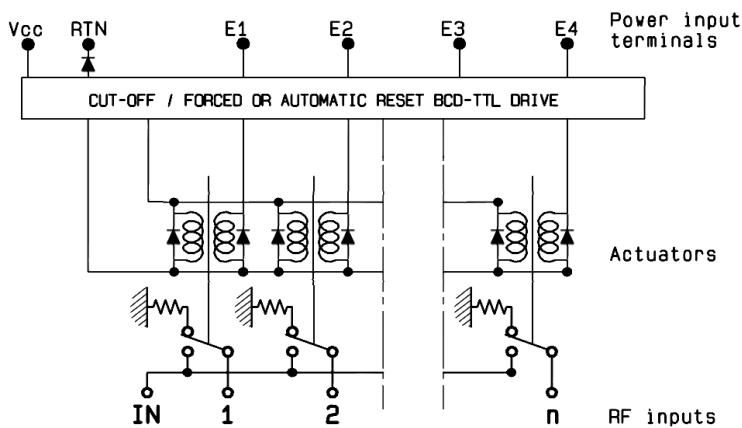 Vcc RTN E1 E2 E3 E4 Power input
terminals
CUT-OFF / FORCED OR AUTOMATIC RESET BCD-TTL DRIVE
Actuators
IN 1 2 n RF inputs